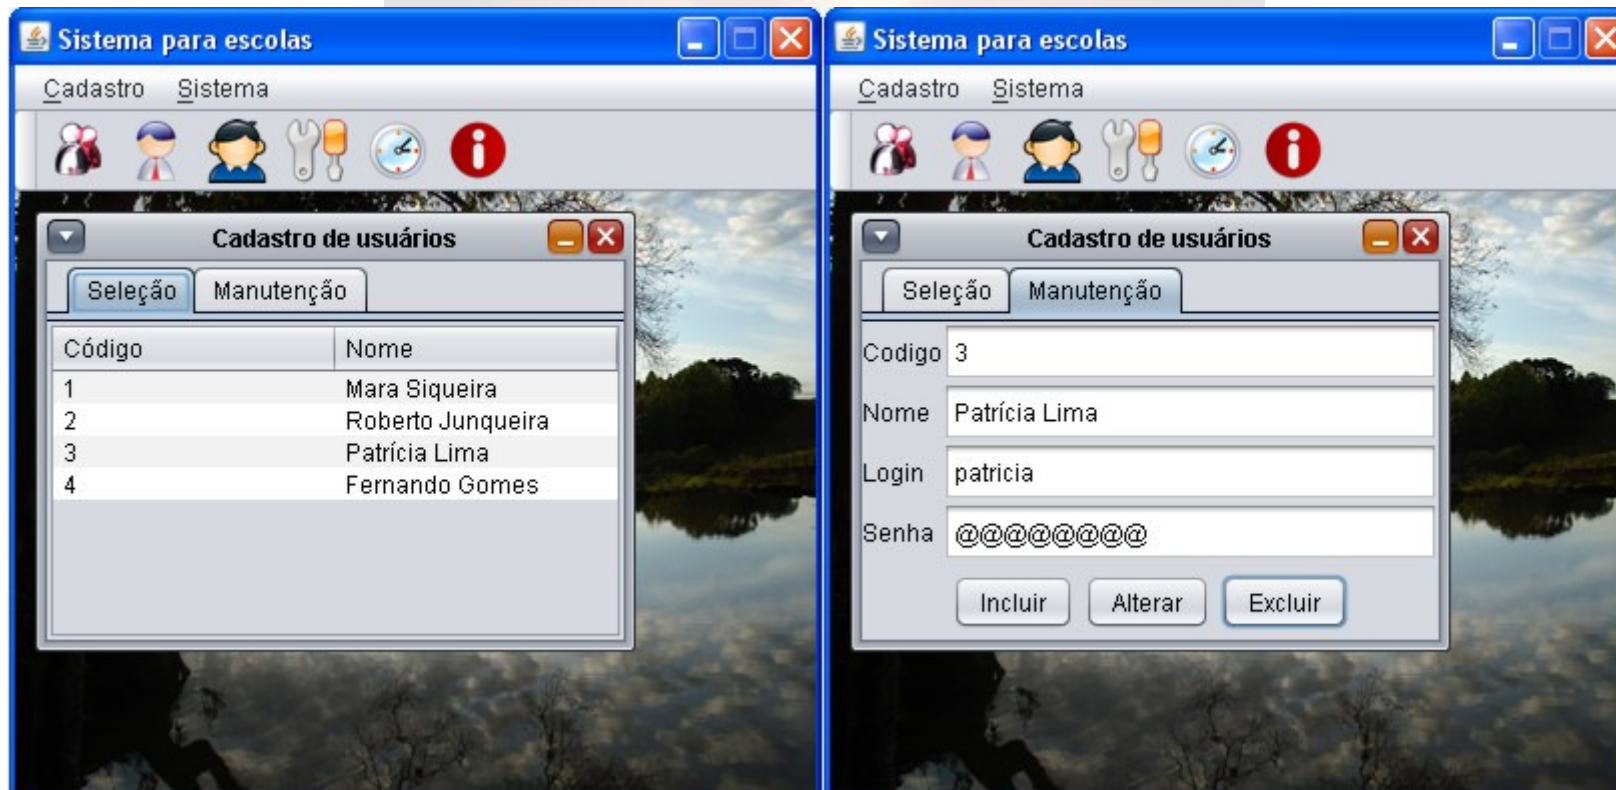 Sistema para escolas
Cadastro Sistema
Cadastro de usuários
Seleção Manutenção
Código Nome
1 Mara Siqueira
2 Roberto Junqueira
3 Patrícia Lima
4 Fernando Gomes
Sistema para escolas
Cadastro Sistema
Cadastro de usuários
Seleção Manutenção
Codigo 3
Nome Patrícia Lima
Login patricia
Senha @@@@@@@@
Incluir Alterar Excluir